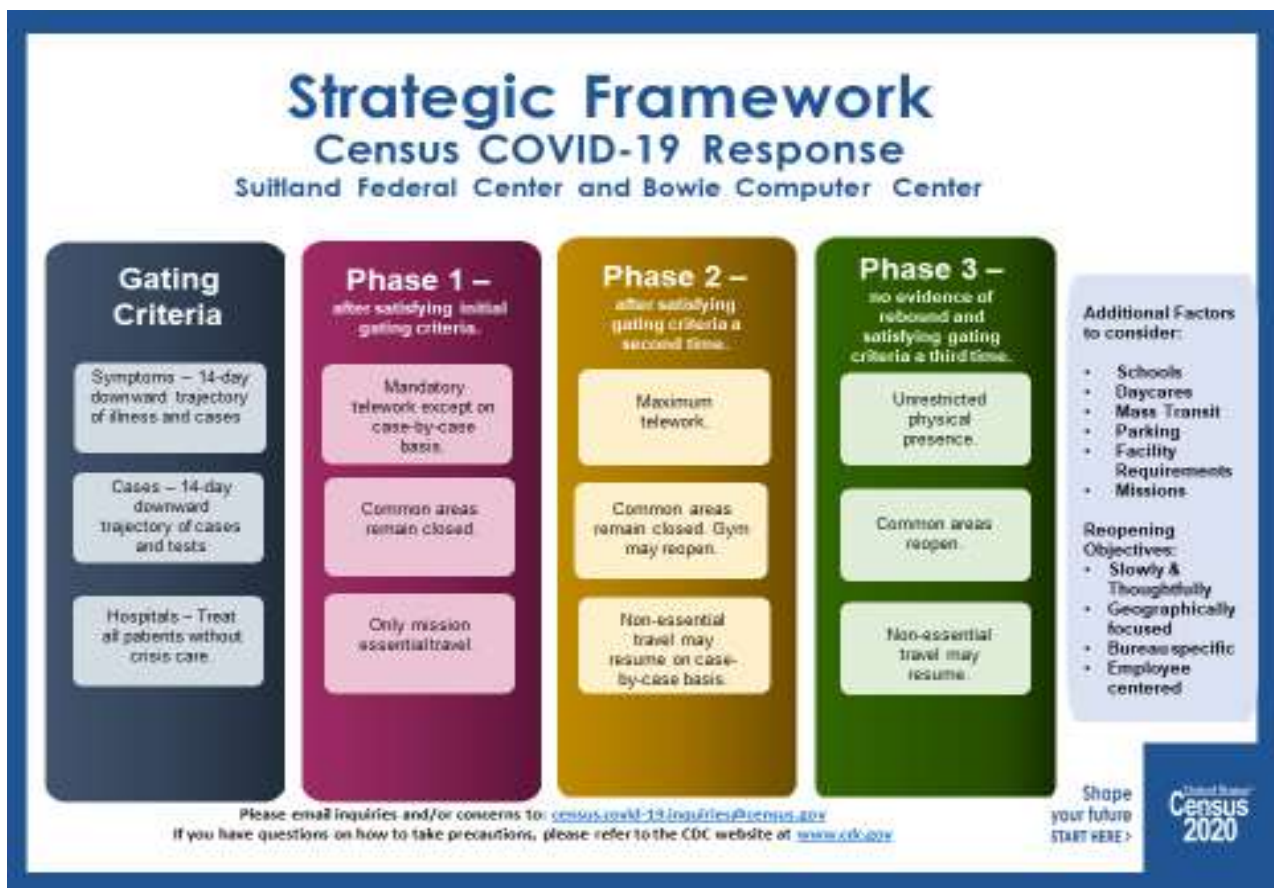 Strategic Framework
Census COVID-19 Response
Suitland Federal Center and Bowie Computer Center
Gating
Criteria
Symptoms – 14-day
downward trajectory
of illness and cases
Cases – 14-day
downward
trajectory of cases
and tests
Hospitals – Treat
all patients without
crisis care.
Phase 1 –
after satisfying initial
gating criteria.
Mandatory
telework except on
case-by-case
basis.
Common areas
remain closed.
Only mission
essential travel.
Phase 2 –
after satisfying
gating criteria a
second time.
Maximum
telework.
Common areas
remain closed. Gym
may reopen.
Non-essential
travel may
resume on case-
by-case basis.
Phase 3 –
no evidence of
rebound and
satisfying gating
criteria a third time.
Unrestricted
physical
presence.
Common areas
reopen.
Non-essential
travel may
resume.
Additional Factors
to consider:
• Schools
• Daycares
• Mass Transit
• Parking
• Facility
Requirements
• Missions
Reopening
Objectives:
• Slowly &
Thoughtfully
• Geographically
focused
• Bureau specific
• Employee
centered
Please email inquiries and/or concerns to: census.covid-19.inquiries@census.gov
If you have questions on how to take precautions, please refer to the CDC website at www.cdc.gov
Shape
your future
START HERE >
United States
Census
2020